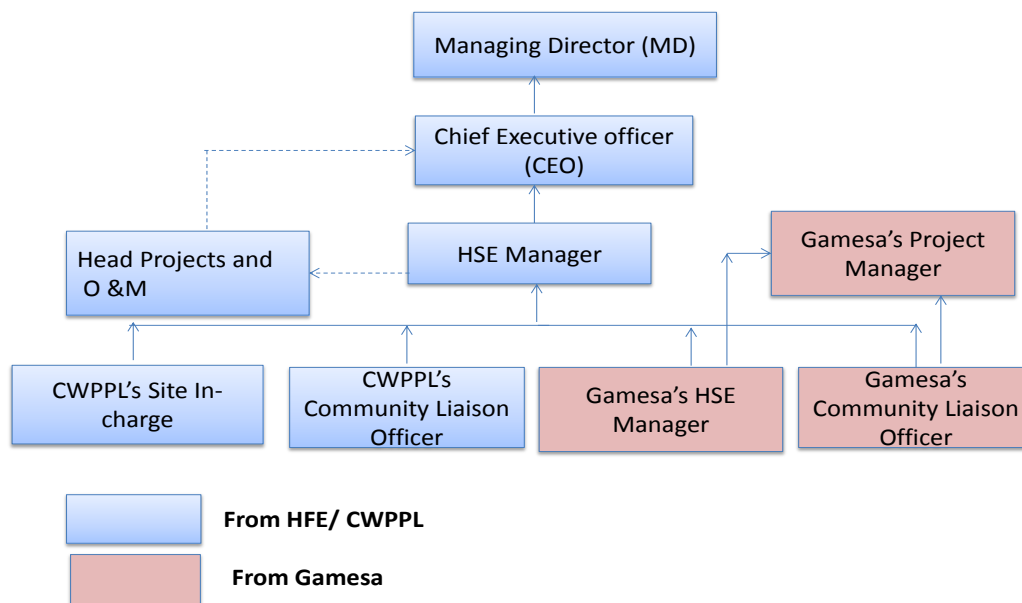 Managing Director (MD)
Chief Executive officer
(CEO)
Head Projects and
O &M
HSE Manager
Gamesa’s Project
Manager
CWPPL’s Site In-
charge
CWPPL’s
Community Liaison
Officer
Gamesa’s HSE
Manager
Gamesa’s
Community Liaison
Officer
From HFE/ CWPPL
From Gamesa